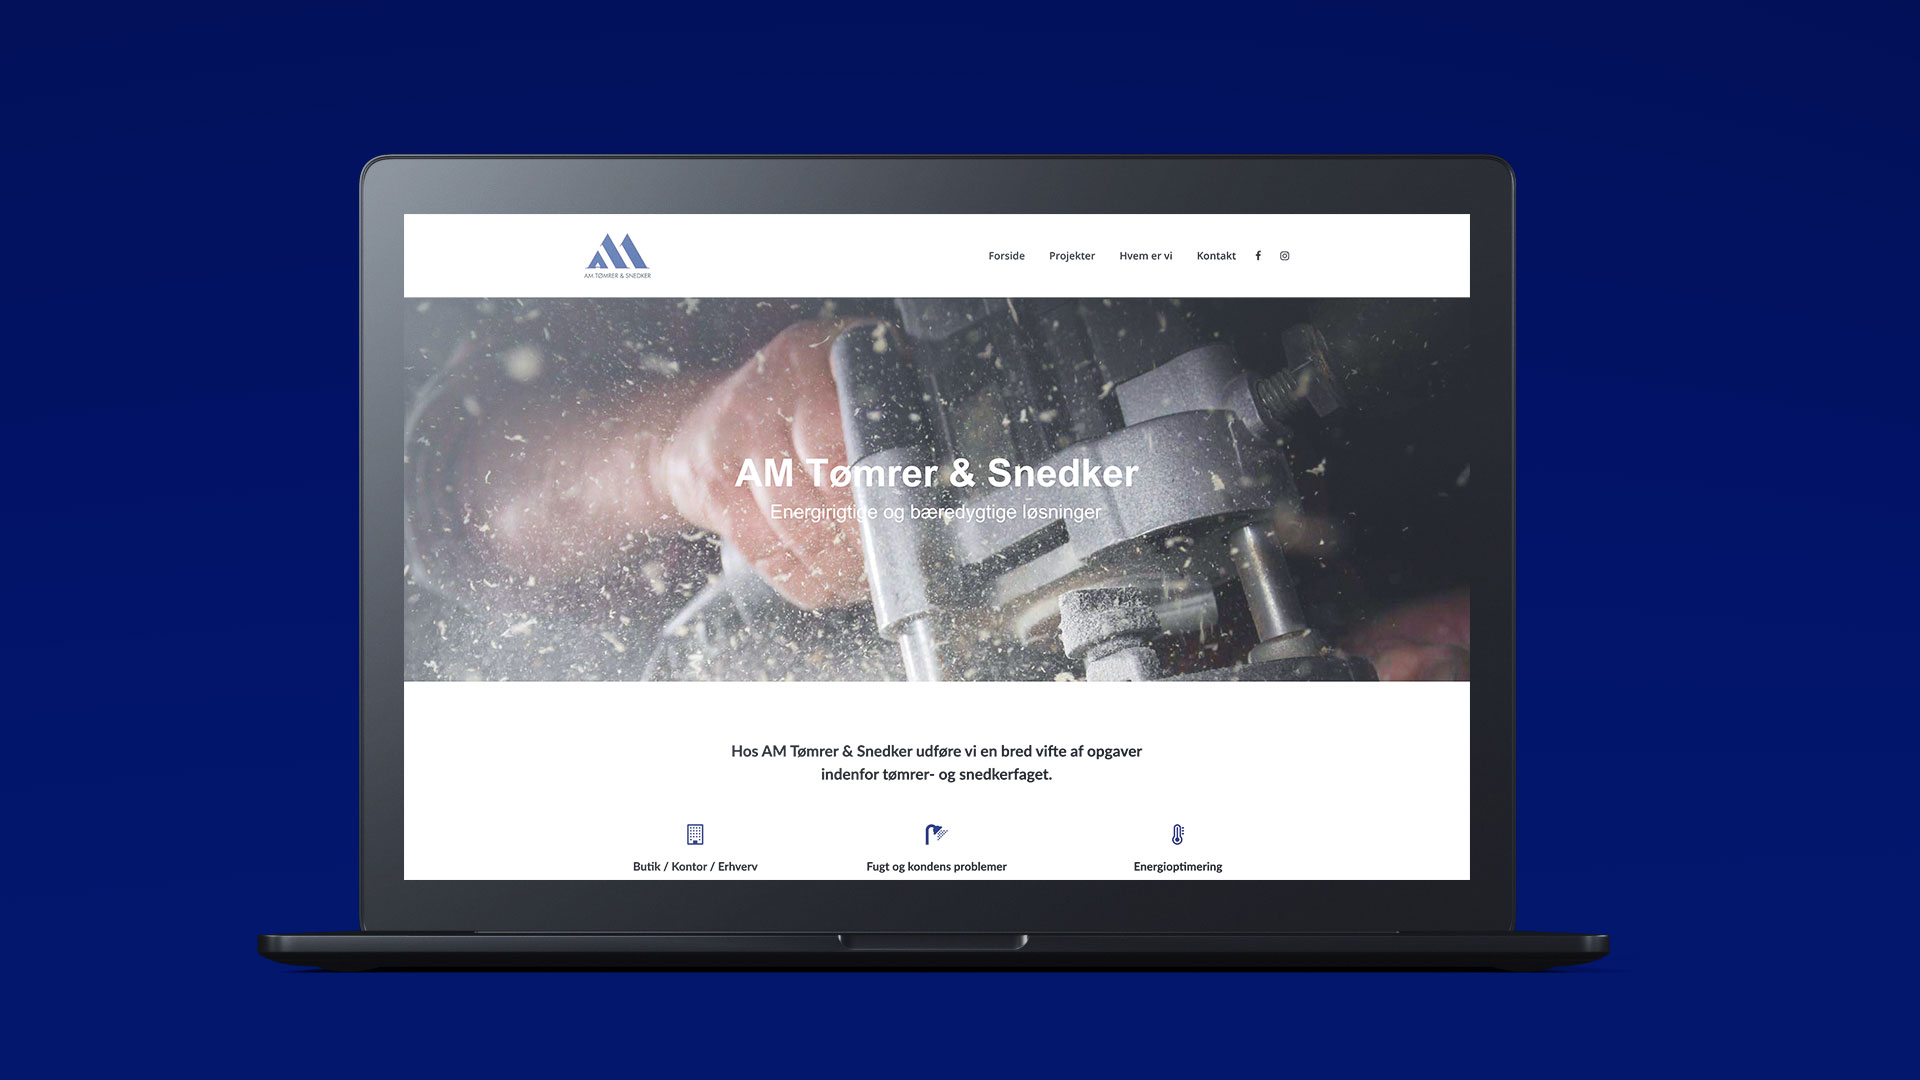 AM TØMRER & SNEDKER
Forside Projekter Hvem er vi Kontakt
AM Tømrer & Snedker
Energirigtige og bæredygtige løsninger
Hos AM Tømrer & Snedker udføre vi en bred vifte af opgaver
indenfor tømrer- og snedkerfaget.
Butik / Kontor / Erhverv
Fugt og kondens problemer
Energioptimering